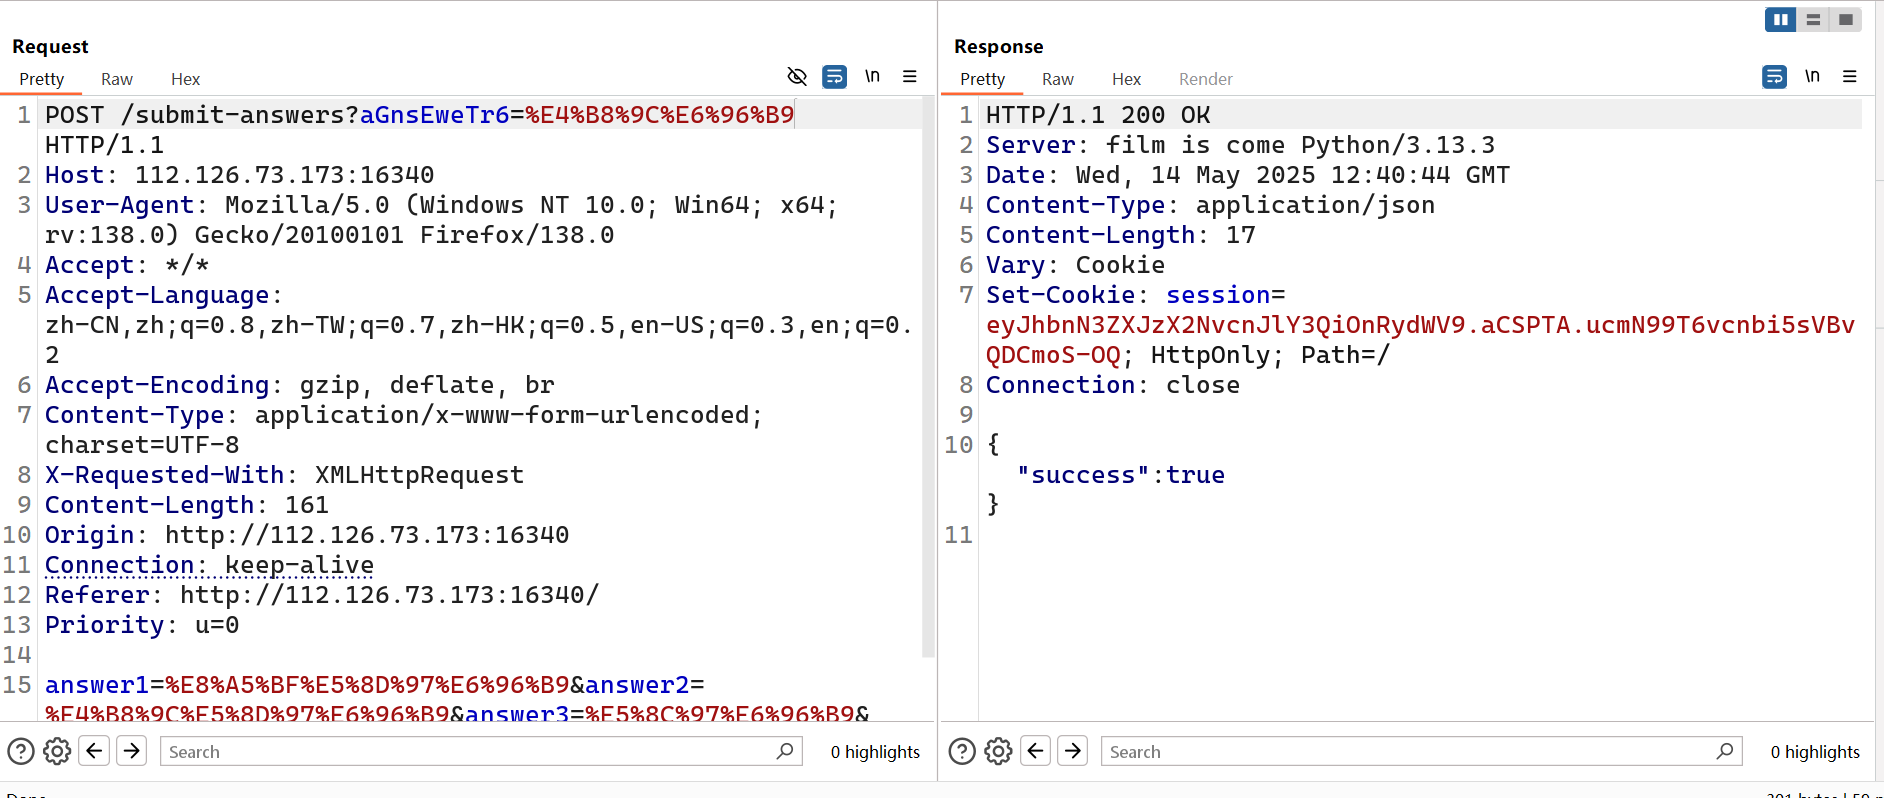 Request
Pretty Raw Hex \n
1 POST /submit-answers?aGnsEweTr6=%E4%B8%9C%E6%96%B9
HTTP/1.1
2 Host: 112.126.73.173:16340
3 User-Agent: Mozilla/5.0 (Windows NT 10.0; Win64; x64;
rv:138.0) Gecko/20100101 Firefox/138.0
4 Accept: */*
5 Accept-Language:
zh-CN,zh;q=0.8,zh-TW;q=0.7,zh-HK;q=0.5,en-US;q=0.3,en;q=0.
2
6 Accept-Encoding: gzip, deflate, br
7 Content-Type: application/x-www-form-urlencoded;
charset=UTF-8
8 X-Requested-With: XMLHttpRequest
9 Content-Length: 161
10 Origin: http://112.126.73.173:16340
11 Connection: keep-alive
12 Referer: http://112.126.73.173:16340/
13 Priority: u=0
14
15 answer1=%E8%A5%BF%E5%8D%97%E6%96%B9&answer2=
%E4%B8%9C%E5%8D%97%E6%96%B9&answer3=%E5%8C%97%E6%96%B9&
Search 0 highlights
Response
Pretty Raw Hex Render \n
1 HTTP/1.1 200 OK
2 Server: film is come Python/3.13.3
3 Date: Wed, 14 May 2025 12:40:44 GMT
4 Content-Type: application/json
5 Content-Length: 17
6 Vary: Cookie
7 Set-Cookie: session=
eyJhbnN3ZXJzX2NvcnJlY3QiOnRydWV9.aCSPTA.ucmN99T6vcnbi5sVBv
QDCmoS-OQ; HttpOnly; Path=/
8 Connection: close
9
10 {
"success":true
}
11
Search 0 highlights